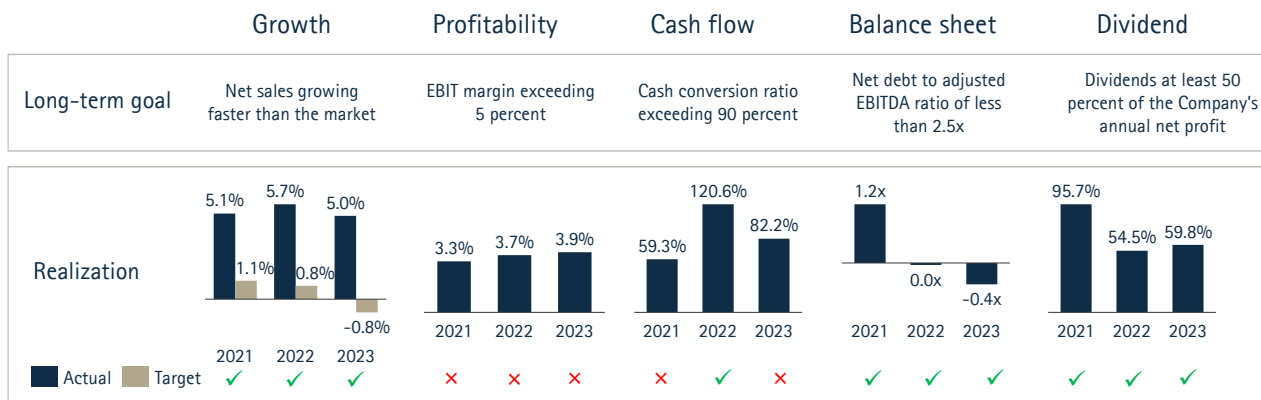 Growth
Profitability
Cash flow
Balance sheet
Dividend
Long-term goal
Net sales growing
faster than the market
EBIT margin exceeding
5 percent
Cash conversion ratio
exceeding 90 percent
Net debt to adjusted
EBITDA ratio of less
than 2.5x
Dividends at least 50
percent of the Company's
annual net profit
Realization
5.1%
5.7%
5.0%
1.1%
0.8%
-0.8%
2021
2022
2023
3.3%
3.7%
3.9%
2021
2022
2023
59.3%
120.6%
82.2%
2021
2022
2023
1.2x
0.0x
-0.4x
2021
2022
2023
95.7%
54.5%
59.8%
2021
2022
2023
Actual
Target